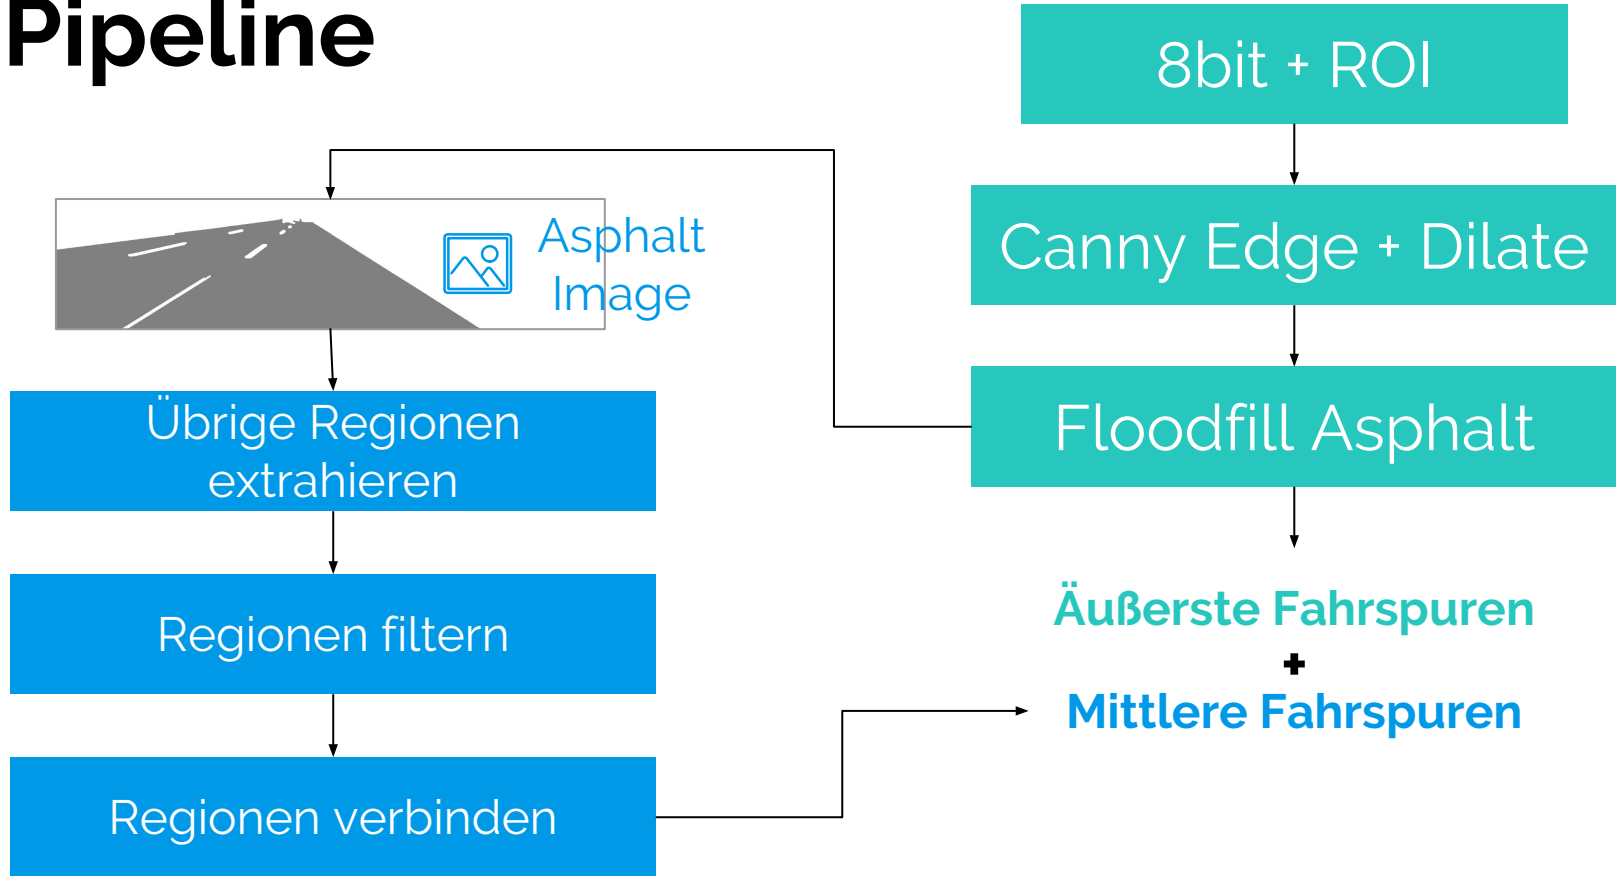 Pipeline
8bit + ROI
Canny Edge + Dilate
Floodfill Asphalt
Asphalt
Image
Übrige Regionen
extrahieren
Regionen filtern
Regionen verbinden
Äußerste Fahrspuren
+
Mittlere Fahrspuren